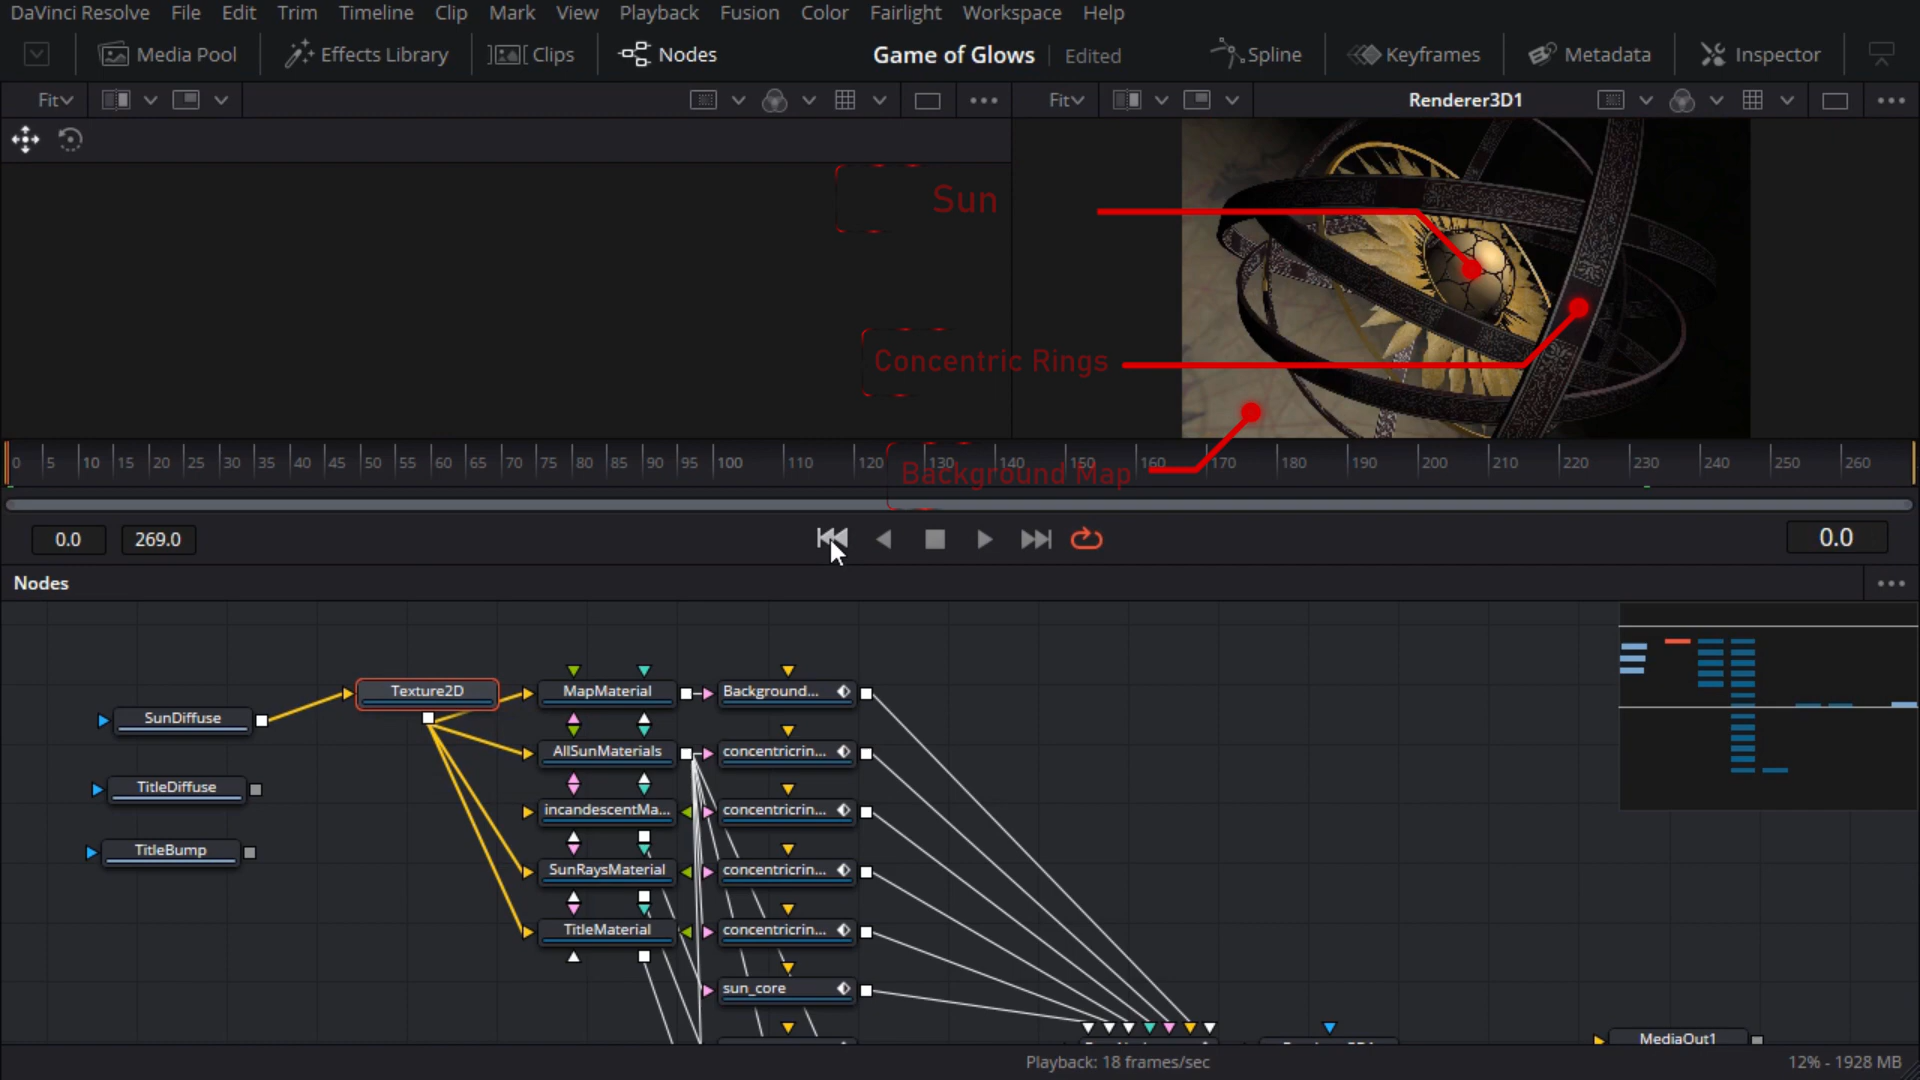 DaVinci Resolve File Edit Trim Timeline Clip Mark View Playback Fusion Color Fairlight Workspace Help
Media Pool Effects Library Clips Nodes Game of Glows Edited Spline Keyframes Metadata Inspector
Fit Fit Renderer3D1
Sun
Concentric Rings
0 5 10 15 20 25 30 35 40 45 50 55 60 65 70 75 80 85 90 95 100 110 120 130 140 150 160 170 180 190 200 210 220 230 240 250 260
Background Map
0.0 269.0 0.0
Nodes
Texture2D MapMaterial Background...
SunDiffuse
AllSunMaterials concentricrin...
TitleDiffuse
incandescentMa... concentricrin...
TitleBump
SunRaysMaterial concentricrin...
TitleMaterial concentricrin...
sun_core
MediaOut1
Playback: 18 frames/sec 12% - 1928 MB